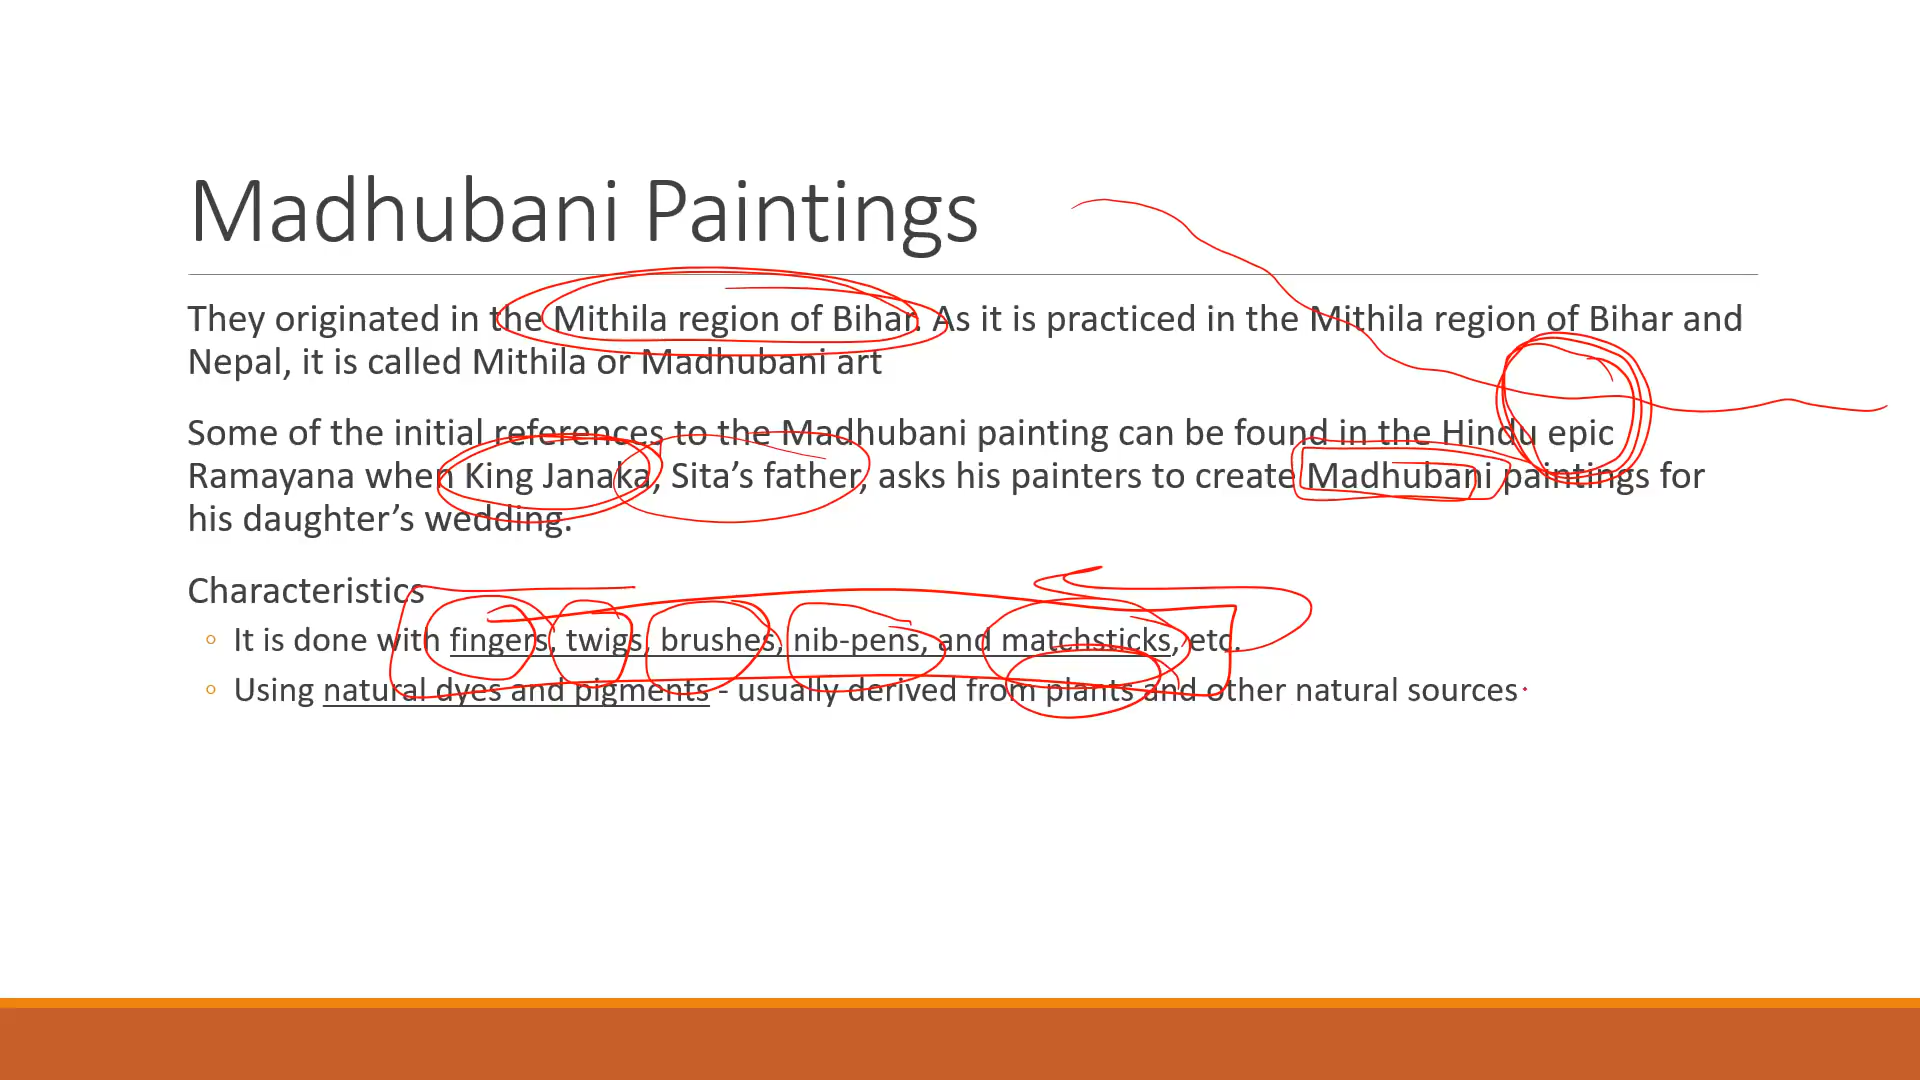 Madhubani Paintings
They originated in the Mithila region of Bihar. As it is practiced in the Mithila region of Bihar and
Nepal, it is called Mithila or Madhubani art
Some of the initial references to the Madhubani painting can be found in the Hindu epic
Ramayana when King Janaka, Sita’s father, asks his painters to create Madhubani paintings for
his daughter’s wedding.
Characteristics
◦ It is done with fingers, twigs, brushes, nib-pens, and matchsticks, etc.
◦ Using natural dyes and pigments - usually derived from plants and other natural sources